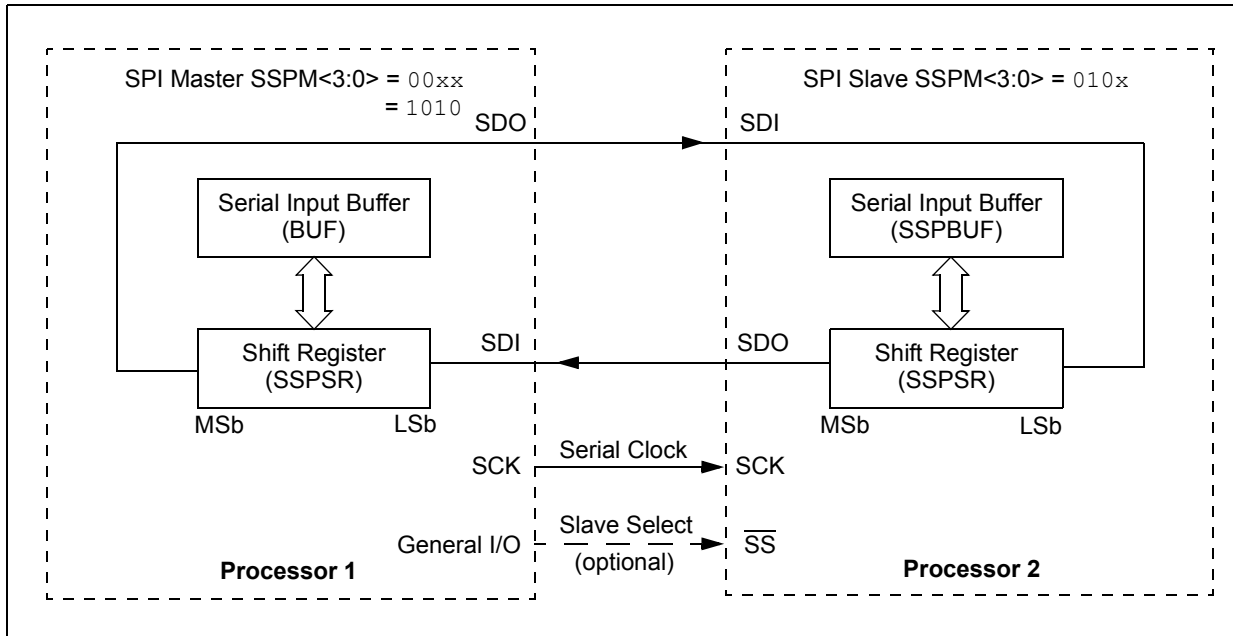 SPI Master SSPM<3:0> = 00xx
= 1010
SPI Slave SSPM<3:0> = 010x
SDO
SDI
Serial Input Buffer
(BUF)
Serial Input Buffer
(SSPBUF)
Shift Register
(SSPSR)
SDI
SDO
Shift Register
(SSPSR)
MSb
LSb
MSb
LSb
SCK
Serial Clock
SCK
General I/O
Slave Select
(optional)
S̅S̅
Processor 1
Processor 2